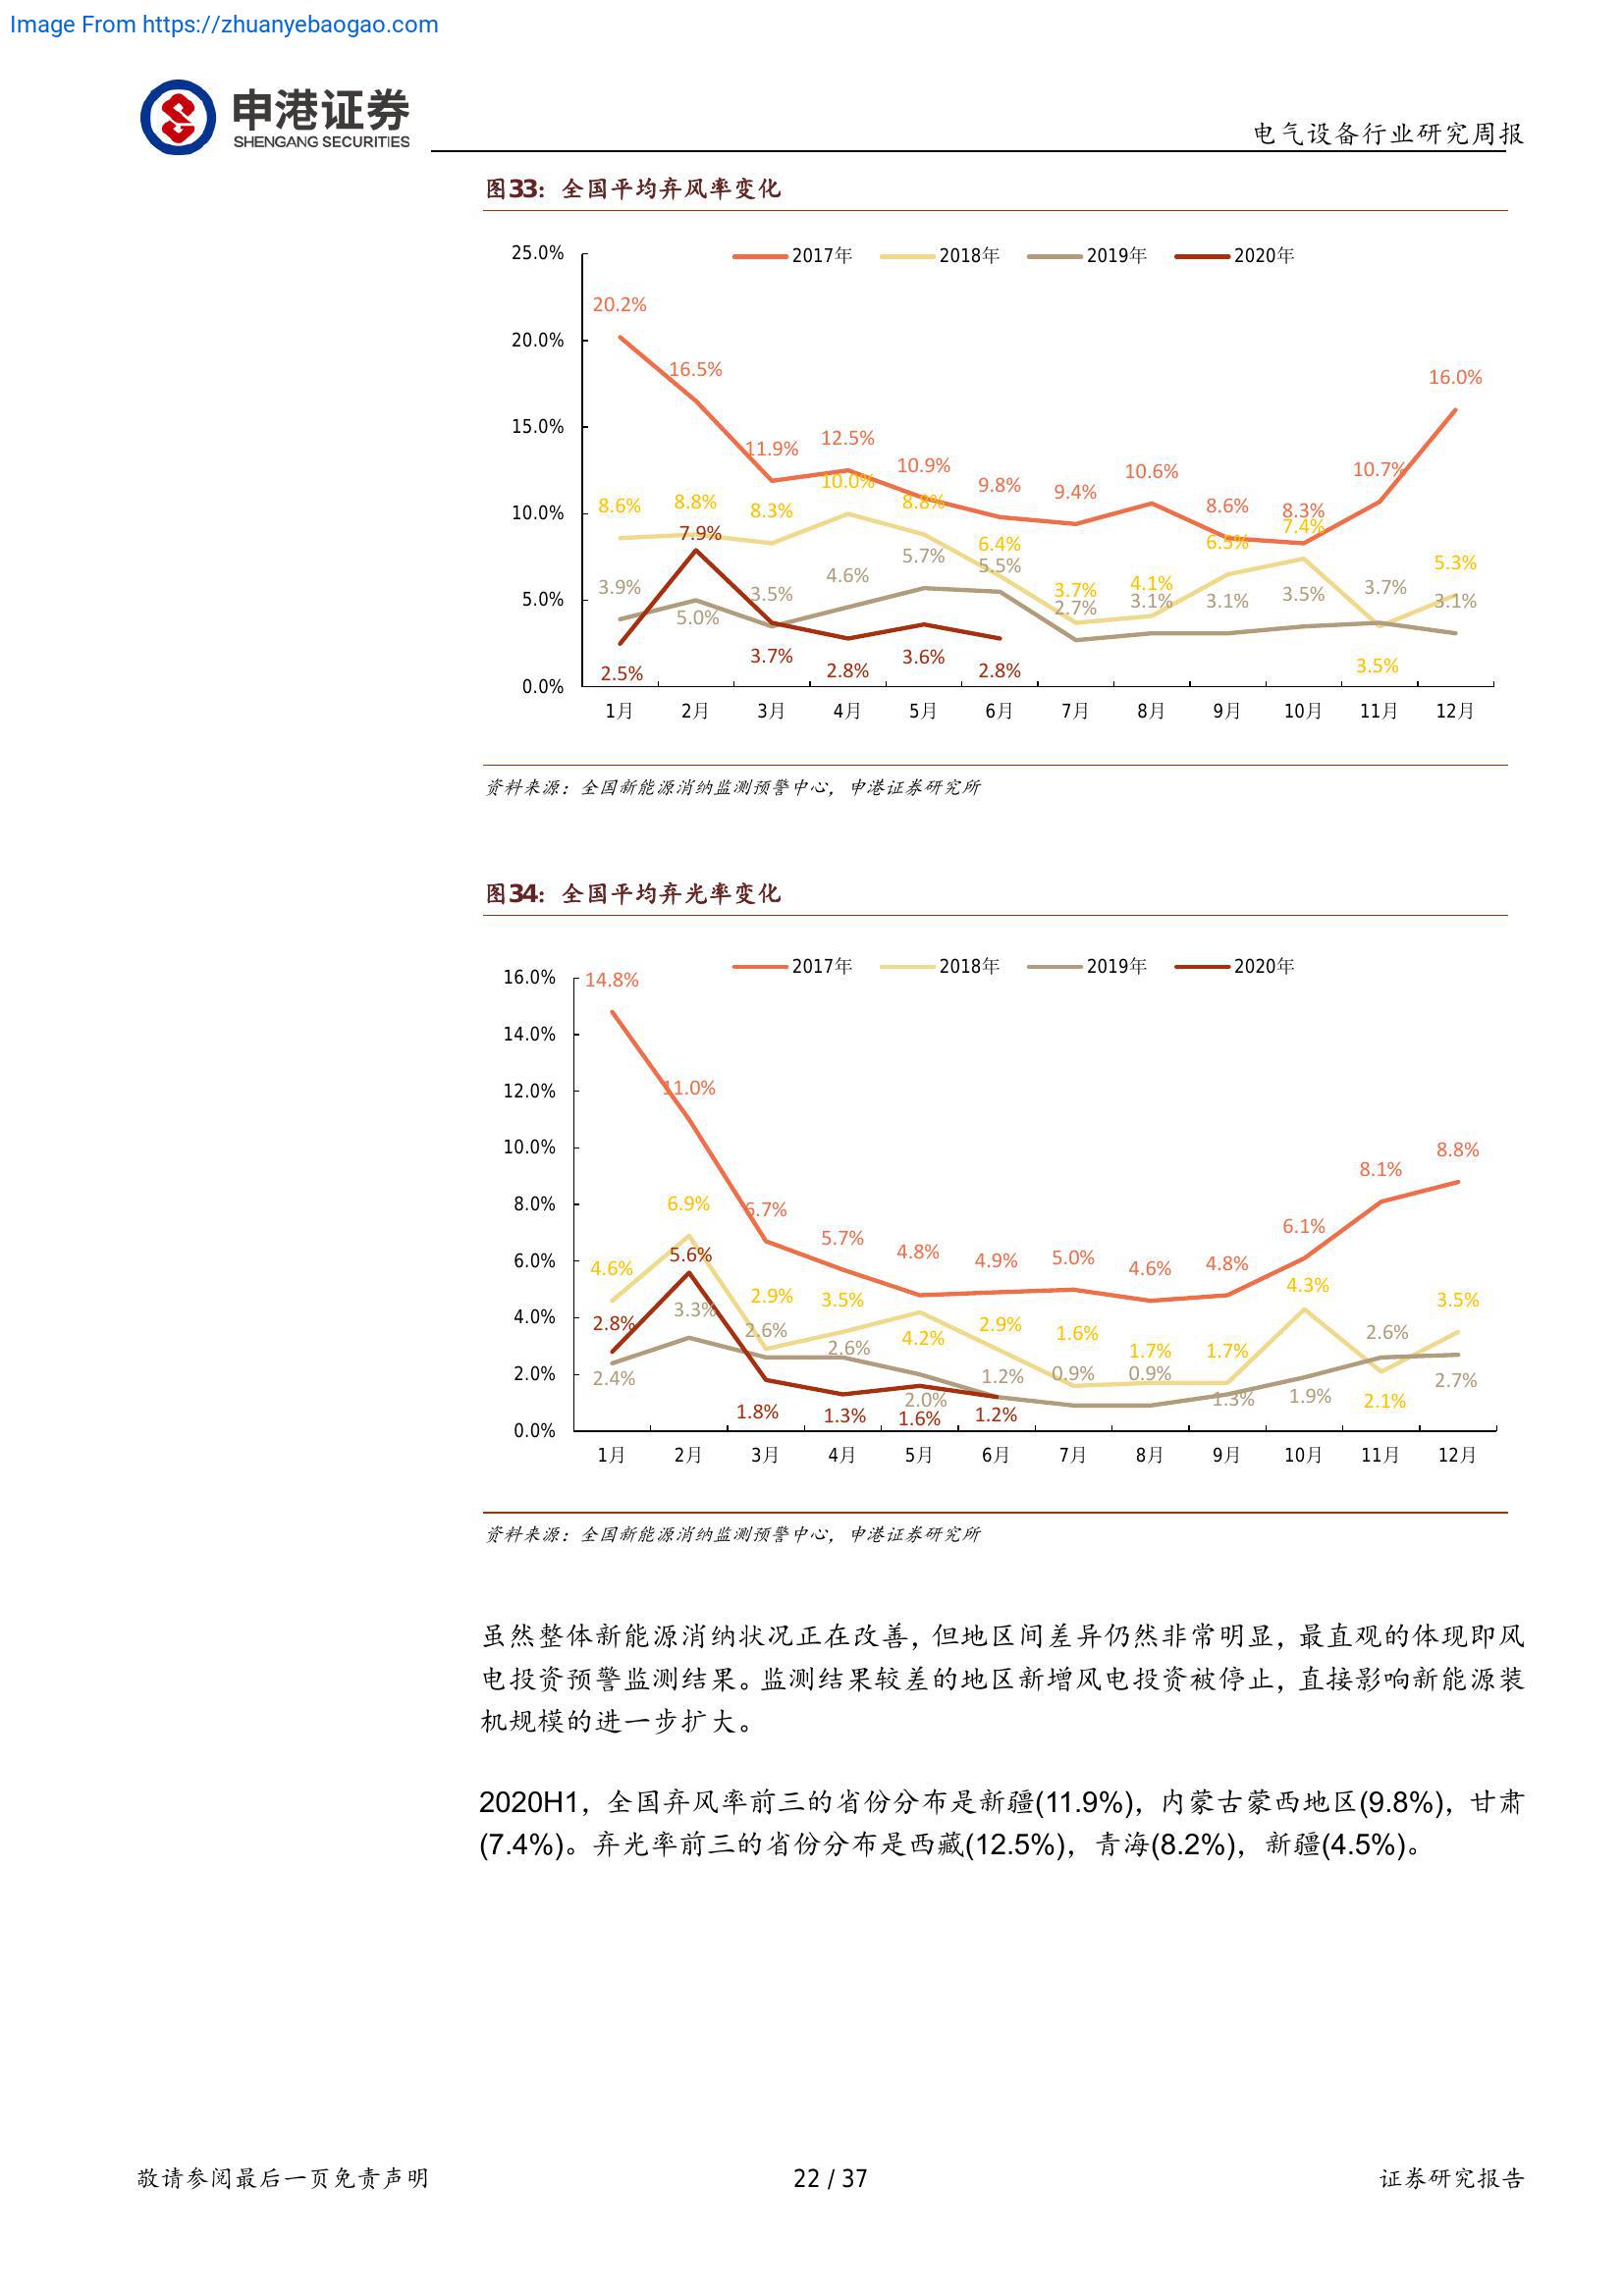 Image From https://zhuanyebaogao.com
申港证券
SHENGANG SECURITIES
电气设备行业研究周报
图33：全国平均弃风率变化
2017年 2018年 2019年 2020年
25.0%
20.0%
15.0%
10.0%
5.0%
0.0%
20.2% 16.5% 11.9% 12.5% 10.9% 9.8% 9.4% 10.6% 8.6% 8.3% 10.7% 16.0%
8.6% 8.8% 8.3% 10.0% 8.8% 6.4% 3.7% 4.1% 6.5% 7.4% 3.5% 5.3%
3.9% 5.0% 3.5% 4.6% 5.7% 5.5% 2.7% 3.1% 3.1% 3.5% 3.7% 3.1%
2.5% 7.9% 3.7% 2.8% 3.6% 2.8%
1月 2月 3月 4月 5月 6月 7月 8月 9月 10月 11月 12月
资料来源：全国新能源消纳监测预警中心，申港证券研究所
图34：全国平均弃光率变化
2017年 2018年 2019年 2020年
16.0%
14.0%
12.0%
10.0%
8.0%
6.0%
4.0%
2.0%
0.0%
14.8% 11.0% 6.7% 5.7% 4.8% 4.9% 5.0% 4.6% 4.8% 6.1% 8.1% 8.8%
4.6% 6.9% 2.9% 3.5% 4.2% 2.9% 1.6% 1.7% 1.7% 4.3% 2.1% 3.5%
2.4% 3.3% 2.6% 2.6% 2.0% 1.2% 0.9% 0.9% 1.3% 1.9% 2.6% 2.7%
2.8% 5.6% 1.8% 1.3% 1.6% 1.2%
1月 2月 3月 4月 5月 6月 7月 8月 9月 10月 11月 12月
资料来源：全国新能源消纳监测预警中心，申港证券研究所
虽然整体新能源消纳状况正在改善，但地区间差异仍然非常明显，最直观的体现即风
电投资预警监测结果。监测结果较差的地区新增风电投资被停止，直接影响新能源装
机规模的进一步扩大。
2020H1，全国弃风率前三的省份分布是新疆(11.9%)，内蒙古蒙西地区(9.8%)，甘肃
(7.4%)。弃光率前三的省份分布是西藏(12.5%)，青海(8.2%)，新疆(4.5%)。
敬请参阅最后一页免责声明
22 / 37
证券研究报告